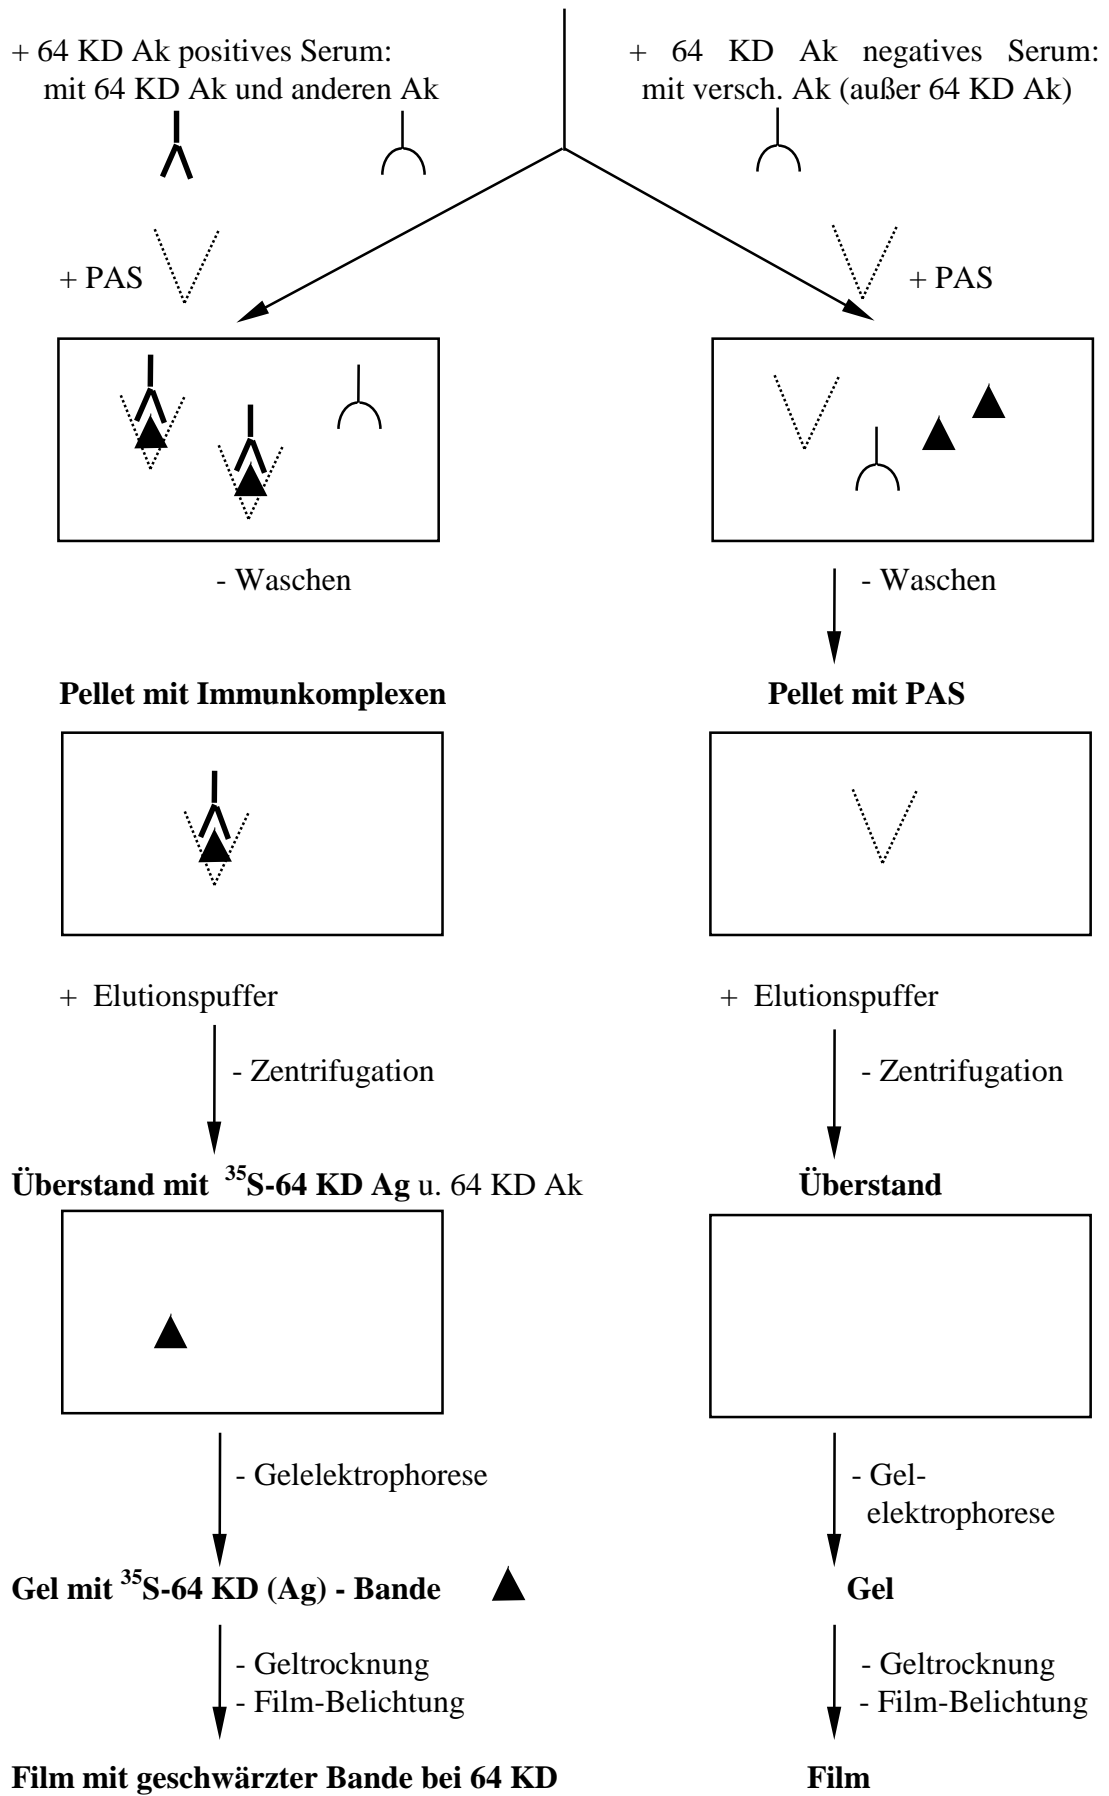 + 64 KD Ak positives Serum:
mit 64 KD Ak und anderen Ak
+ 64 KD Ak negatives Serum:
mit versch. Ak (außer 64 KD Ak)
+ PAS
+ PAS
- Waschen
- Waschen
Pellet mit Immunkomplexen
Pellet mit PAS
+ Elutionspuffer
+ Elutionspuffer
- Zentrifugation
- Zentrifugation
Überstand mit ³⁵S-64 KD Ag u. 64 KD Ak
Überstand
- Gelelektrophorese
- Gel-
elektrophorese
Gel mit ³⁵S-64 KD (Ag) - Bande
Gel
- Geltrocknung
- Film-Belichtung
- Geltrocknung
- Film-Belichtung
Film mit geschwärzter Bande bei 64 KD
Film